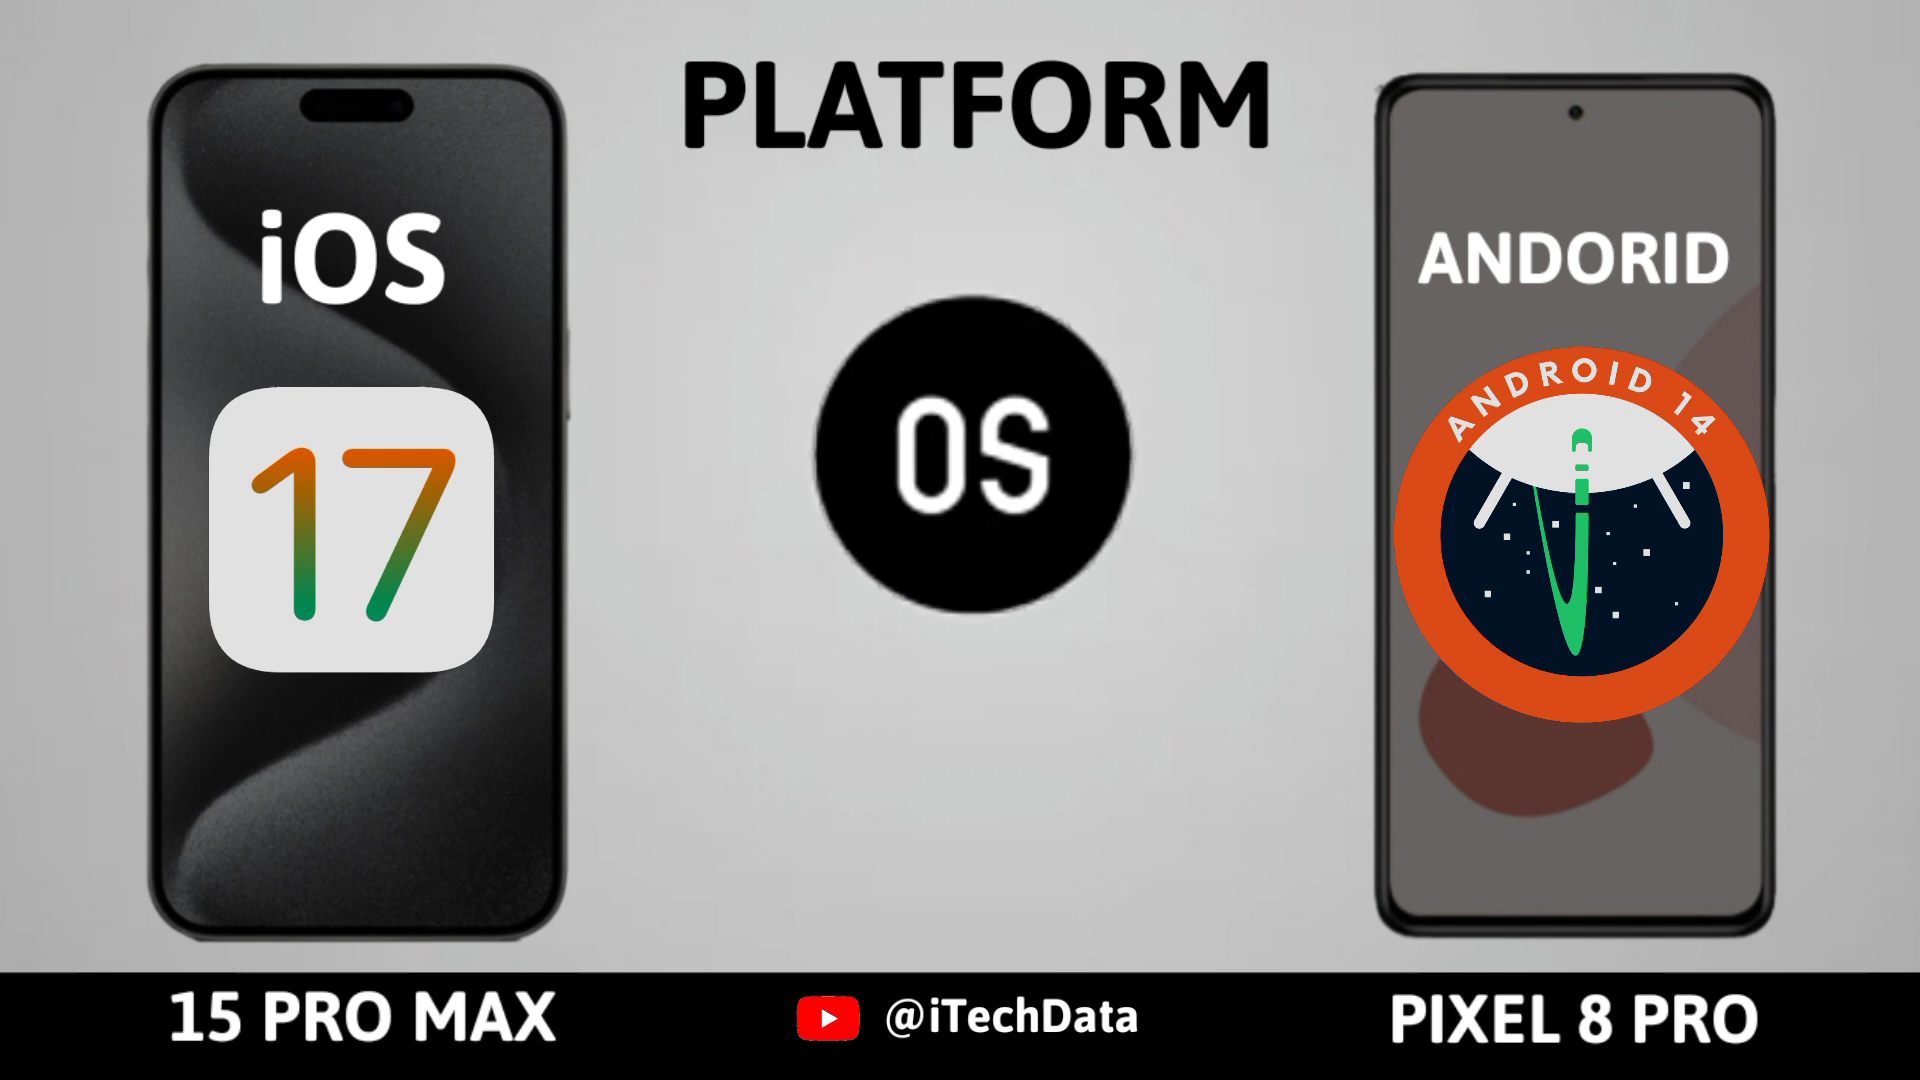 PLATFORM
iOS
17
OS
ANDORID
ANDROID 14
15 PRO MAX
@iTechData
PIXEL 8 PRO